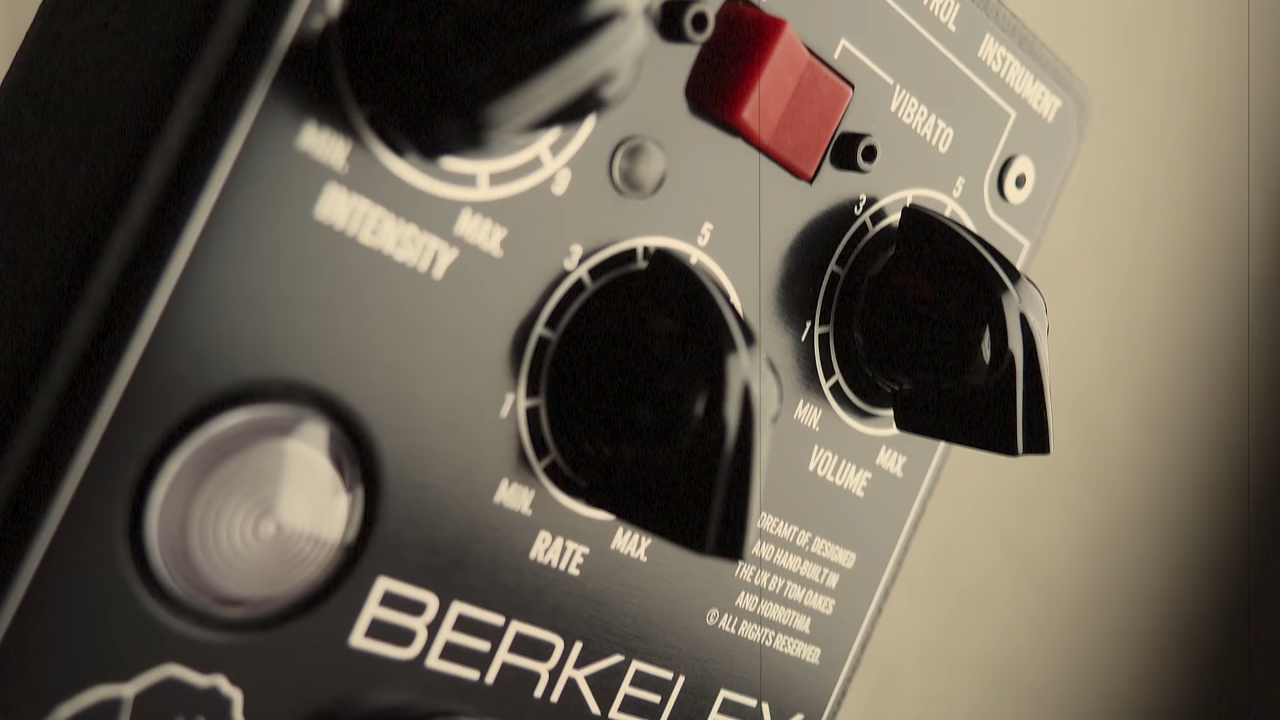 INSTRUMENT
VIBRATO
MIN.
9
MAX.
INTENSITY
3
5
1
MIN.
MAX.
RATE
3
5
1
MIN.
MAX.
VOLUME
DREAMT OF, DESIGNED
AND HAND-BUILT IN
THE UK BY TOM OAKES
AND HORROTHIA.
© ALL RIGHTS RESERVED.
BERKELEY